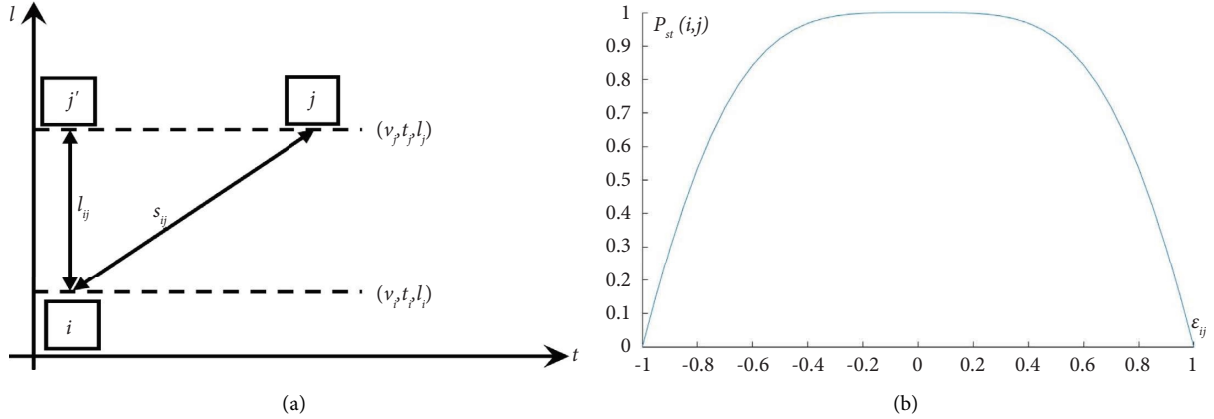 l
j′
j
(v_j,t_j,l_j)
l_ij
s_ij
(v_i,t_i,l_i)
i
t
(a)
P_st (i,j)
1
0.9
0.8
0.7
0.6
0.5
0.4
0.3
0.2
0.1
0
ε_ij
-1 -0.8 -0.6 -0.4 -0.2 0 0.2 0.4 0.6 0.8 1
(b)